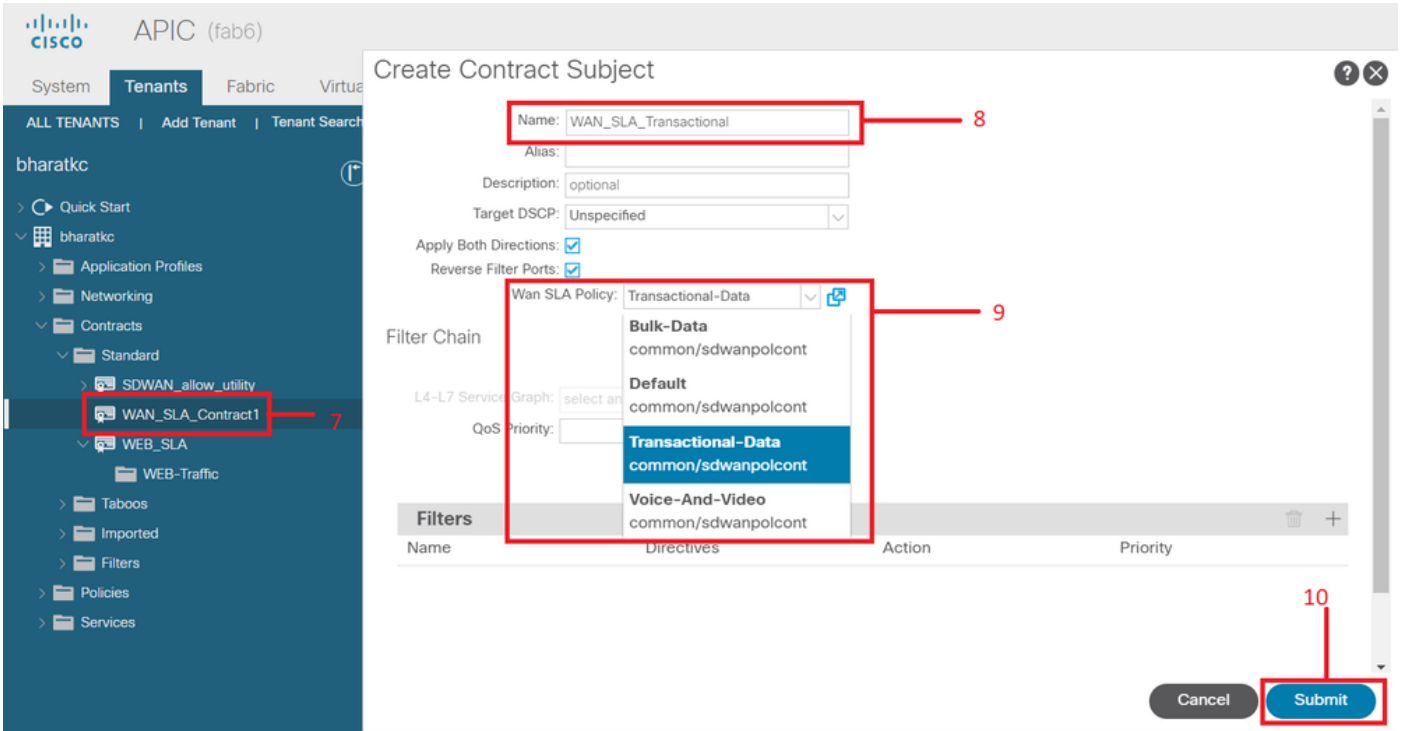 CISCO
APIC (fab6)
System Tenants Fabric Virtua
ALL TENANTS | Add Tenant | Tenant Search
bharatkc
Quick Start
bharatkc
Application Profiles
Networking
Contracts
Standard
SDWAN_allow_utility
WAN_SLA_Contract1
7
WEB_SLA
WEB-Traffic
Taboos
Imported
Filters
Policies
Services
Create Contract Subject
Name: WAN_SLA_Transactional
8
Alias:
Description: optional
Target DSCP: Unspecified
Apply Both Directions:
Reverse Filter Ports:
Wan SLA Policy: Transactional-Data
9
Bulk-Data
common/sdwanpolcont
Default
common/sdwanpolcont
Transactional-Data
common/sdwanpolcont
Voice-And-Video
common/sdwanpolcont
Filter Chain
L4-L7 Service Graph: select an
QoS Priority:
Filters
Name Directives Action Priority
10
Cancel Submit